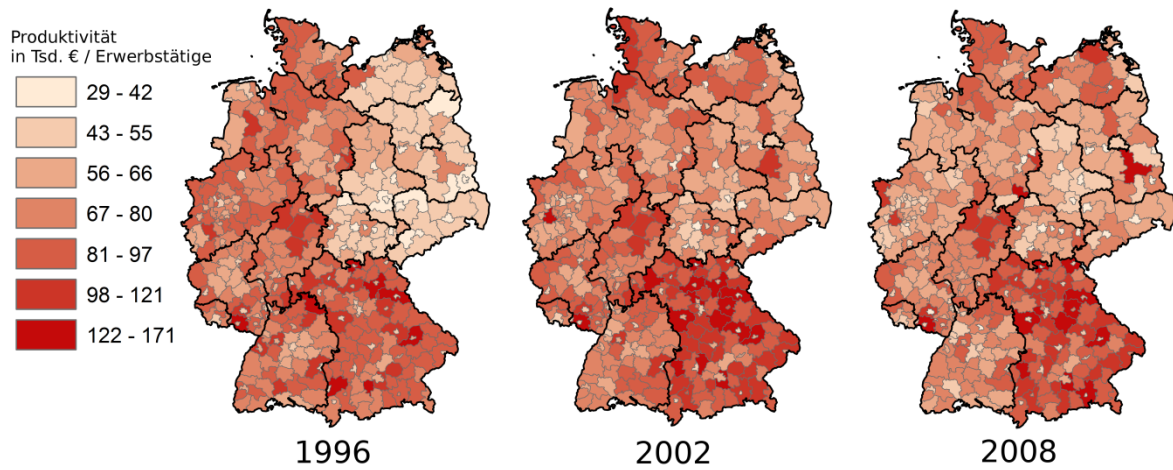 Produktivität
in Tsd. € / Erwerbstätige
29 - 42
43 - 55
56 - 66
67 - 80
81 - 97
98 - 121
122 - 171
1996
2002
2008